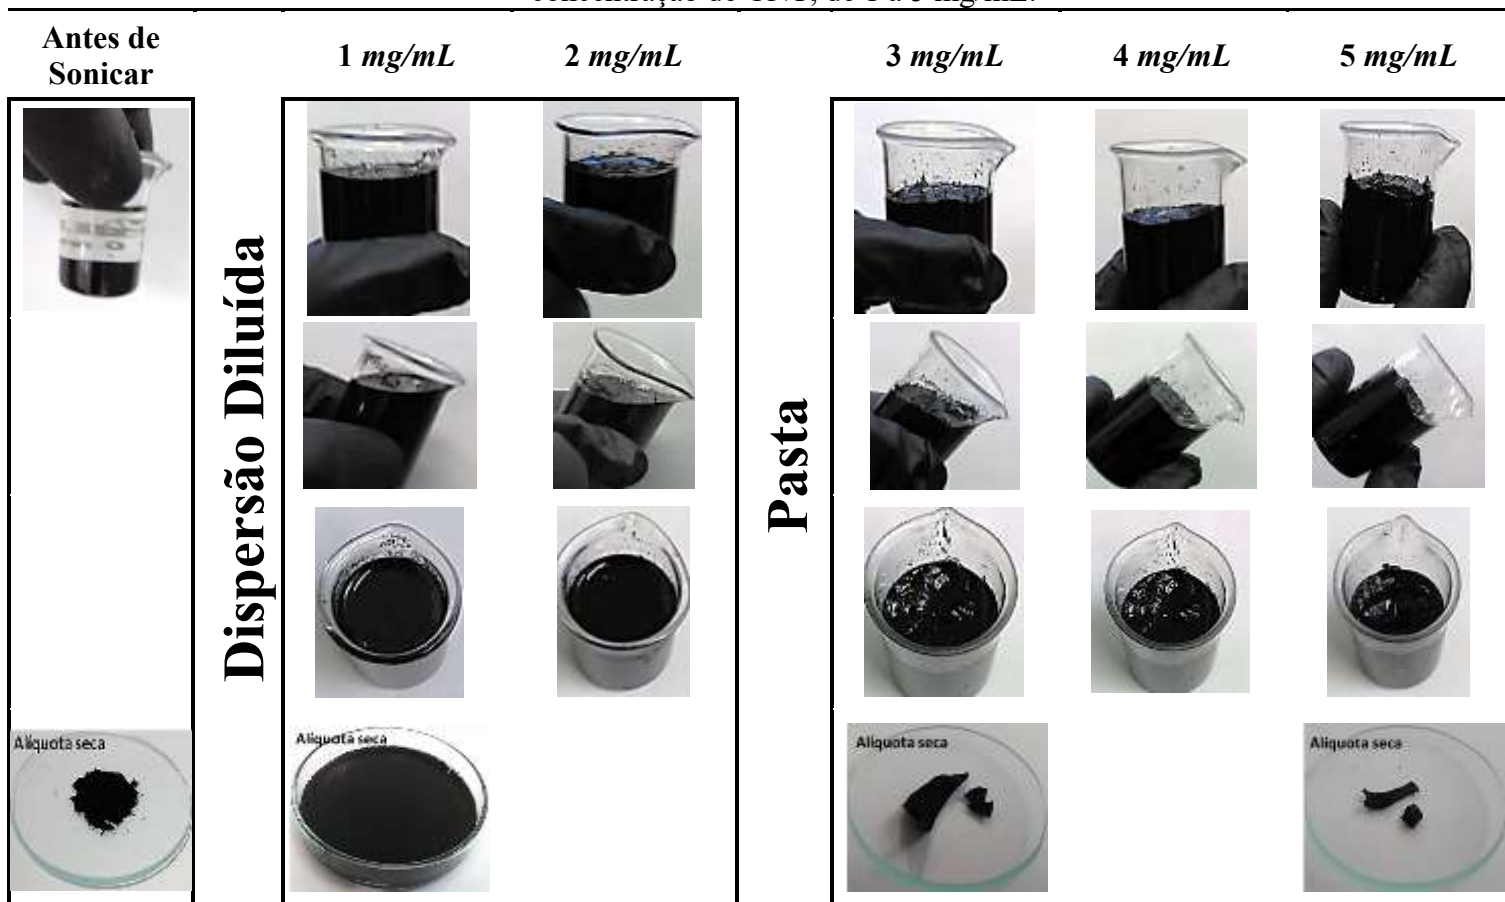 Antes de
Sonicar
1 mg/mL
2 mg/mL
3 mg/mL
4 mg/mL
5 mg/mL
Dispersão Diluída
Pasta
Alíquota seca
Alíquota seca
Alíquota seca
Alíquota seca